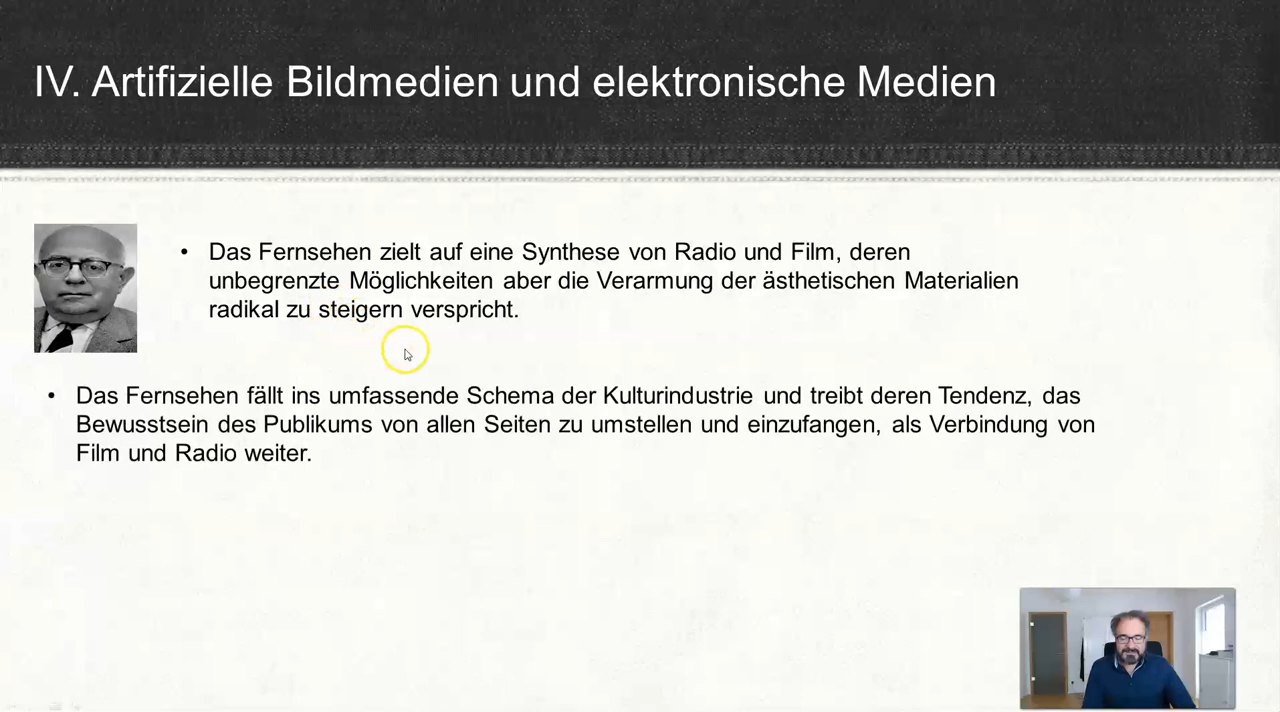 IV. Artifizielle Bildmedien und elektronische Medien
• Das Fernsehen zielt auf eine Synthese von Radio und Film, deren
unbegrenzte Möglichkeiten aber die Verarmung der ästhetischen Materialien
radikal zu steigern verspricht.
• Das Fernsehen fällt ins umfassende Schema der Kulturindustrie und treibt deren Tendenz, das
Bewusstsein des Publikums von allen Seiten zu umstellen und einzufangen, als Verbindung von
Film und Radio weiter.